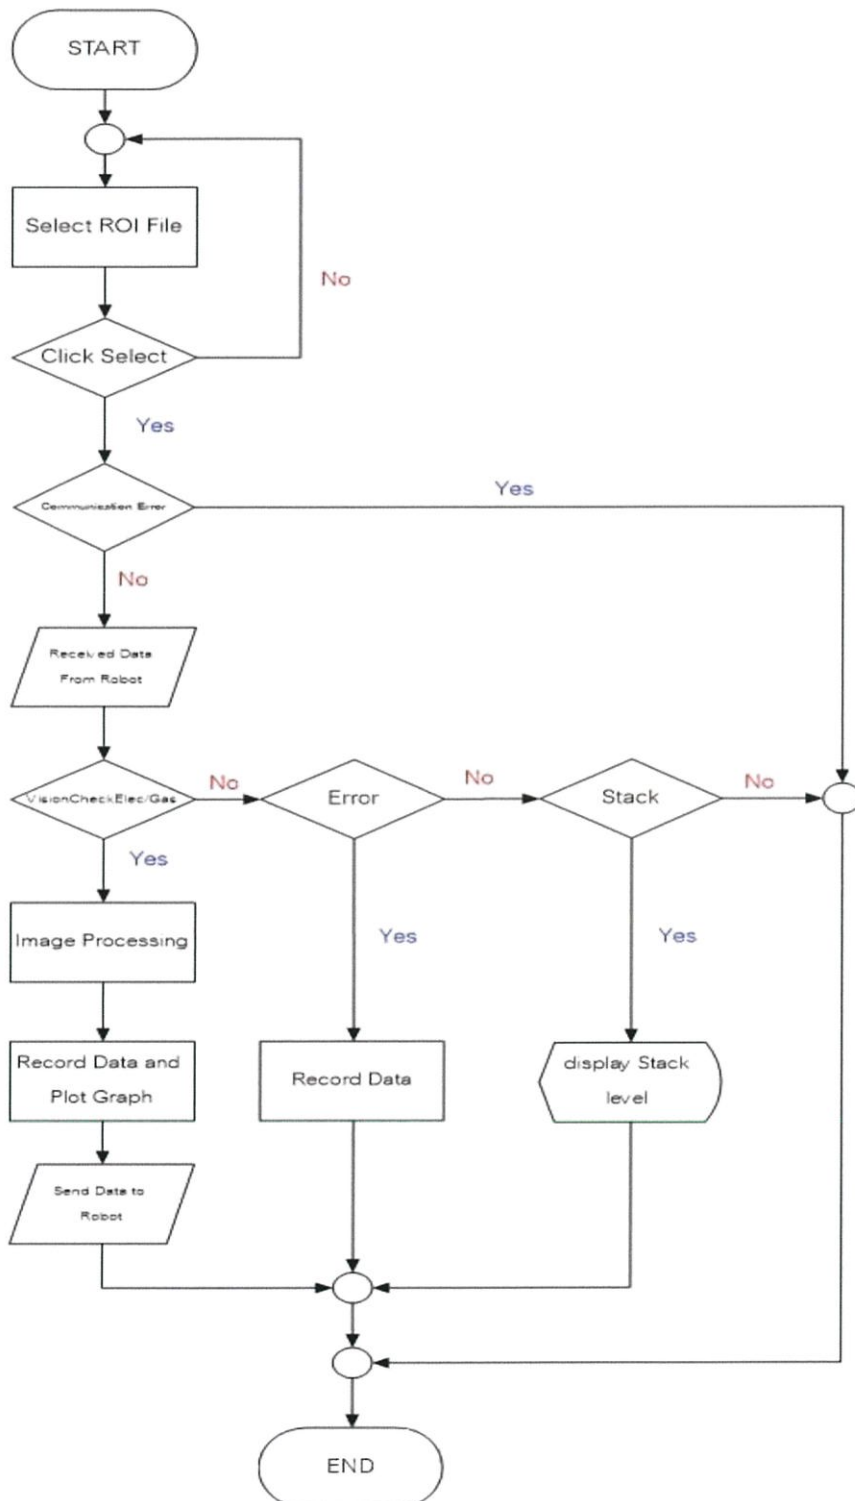 START
Select ROI File
No
Click Select
Yes
Communication Error
Yes
No
Received Data
From Robot
VisionCheckElec/Gas
No
Error
No
Stack
No
Yes
Image Processing
Yes
Yes
Record Data and
Plot Graph
Record Data
display Stack
level
Send Data to
Robot
END